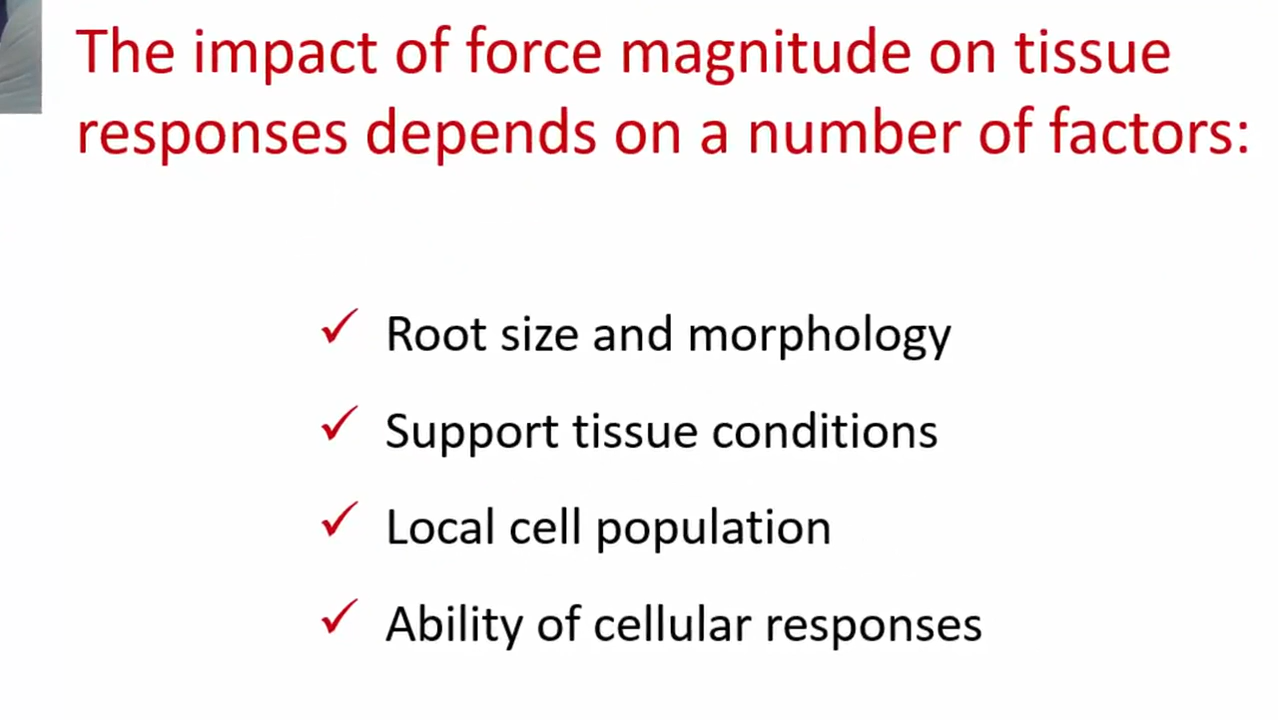 The impact of force magnitude on tissue
responses depends on a number of factors:
✓ Root size and morphology
✓ Support tissue conditions
✓ Local cell population
✓ Ability of cellular responses